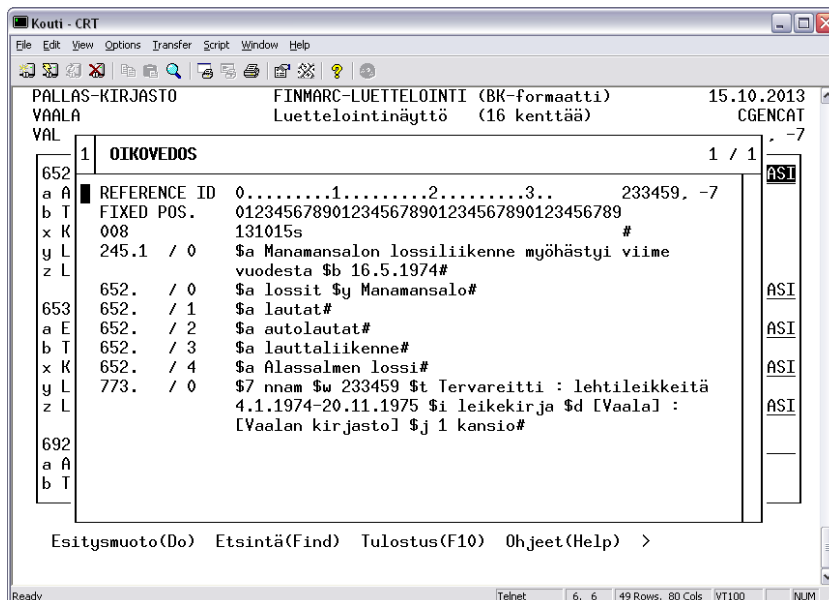 Kouti - CRT
File Edit View Options Transfer Script Window Help
PALLAS-KIRJASTO FINMARC-LUETTELOINTI (BK-formaatti) 15.10.2013
VAALA Luettelointinäyttö (16 kenttää) CGENCAT
VAL , -7
1 OIKOVEDOS 1 / 1
652 ASI
a A REFERENCE ID 0.........1.........2.........3.. 233459, -7
b T FIXED POS. 0123456789012345678901234567890123456789
x K 008 131015s #
y L 245.1 / 0 $a Manamansalon lossiliikenne myöhästyi viime
z L vuodesta $b 16.5.1974#
652. / 0 $a lossit $y Manamansalo# ASI
653 652. / 1 $a lautat#
a E 652. / 2 $a autolautat# ASI
b T 652. / 3 $a lauttaliikenne#
x K 652. / 4 $a Alassalmen lossi#
y L 773. / 0 $7 nnam $w 233459 $t Tervareitti : lehtileikkeitä
z L 4.1.1974-20.11.1975 $i leikekirja $d [Vaala] : ASI
[Vaalan kirjasto] $j 1 kansio#
692
a A
b T
Esitysmuoto(Do) Etsintä(Find) Tulostus(F10) Ohjeet(Help) >
Ready Telnet 6, 6 49 Rows, 80 Cols VT100 NUM